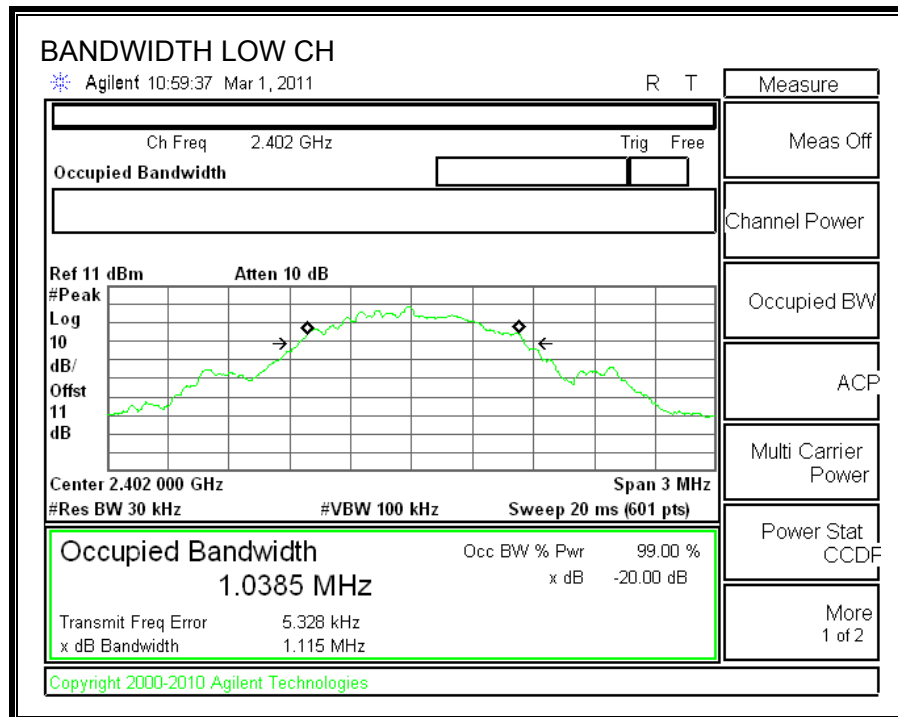 BANDWIDTH LOW CH
Agilent 10:59:37 Mar 1, 2011 R T
Measure
Ch Freq 2.402 GHz Trig Free
Occupied Bandwidth
Meas Off
Channel Power
Occupied BW
ACP
Multi Carrier
Power
Power Stat
CCDF
More
1 of 2
Ref 11 dBm Atten 10 dB
#Peak
Log
10
dB/
Offst
11
dB
Center 2.402 000 GHz Span 3 MHz
#Res BW 30 kHz #VBW 100 kHz Sweep 20 ms (601 pts)
Occupied Bandwidth Occ BW % Pwr 99.00 %
1.0385 MHz x dB -20.00 dB
Transmit Freq Error 5.328 kHz
x dB Bandwidth 1.115 MHz
Copyright 2000-2010 Agilent Technologies